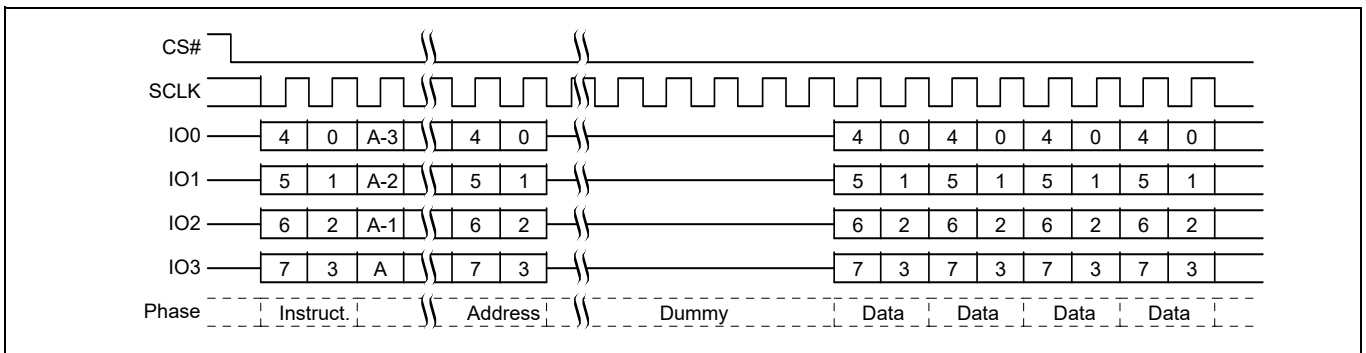 CS#
SCLK
IO0 4 0 A-3 4 0 4 0 4 0 4 0 4 0
IO1 5 1 A-2 5 1 5 1 5 1 5 1 5 1
IO2 6 2 A-1 6 2 6 2 6 2 6 2 6 2
IO3 7 3 A 7 3 7 3 7 3 7 3 7 3
Phase Instruct. Address Dummy Data Data Data Data